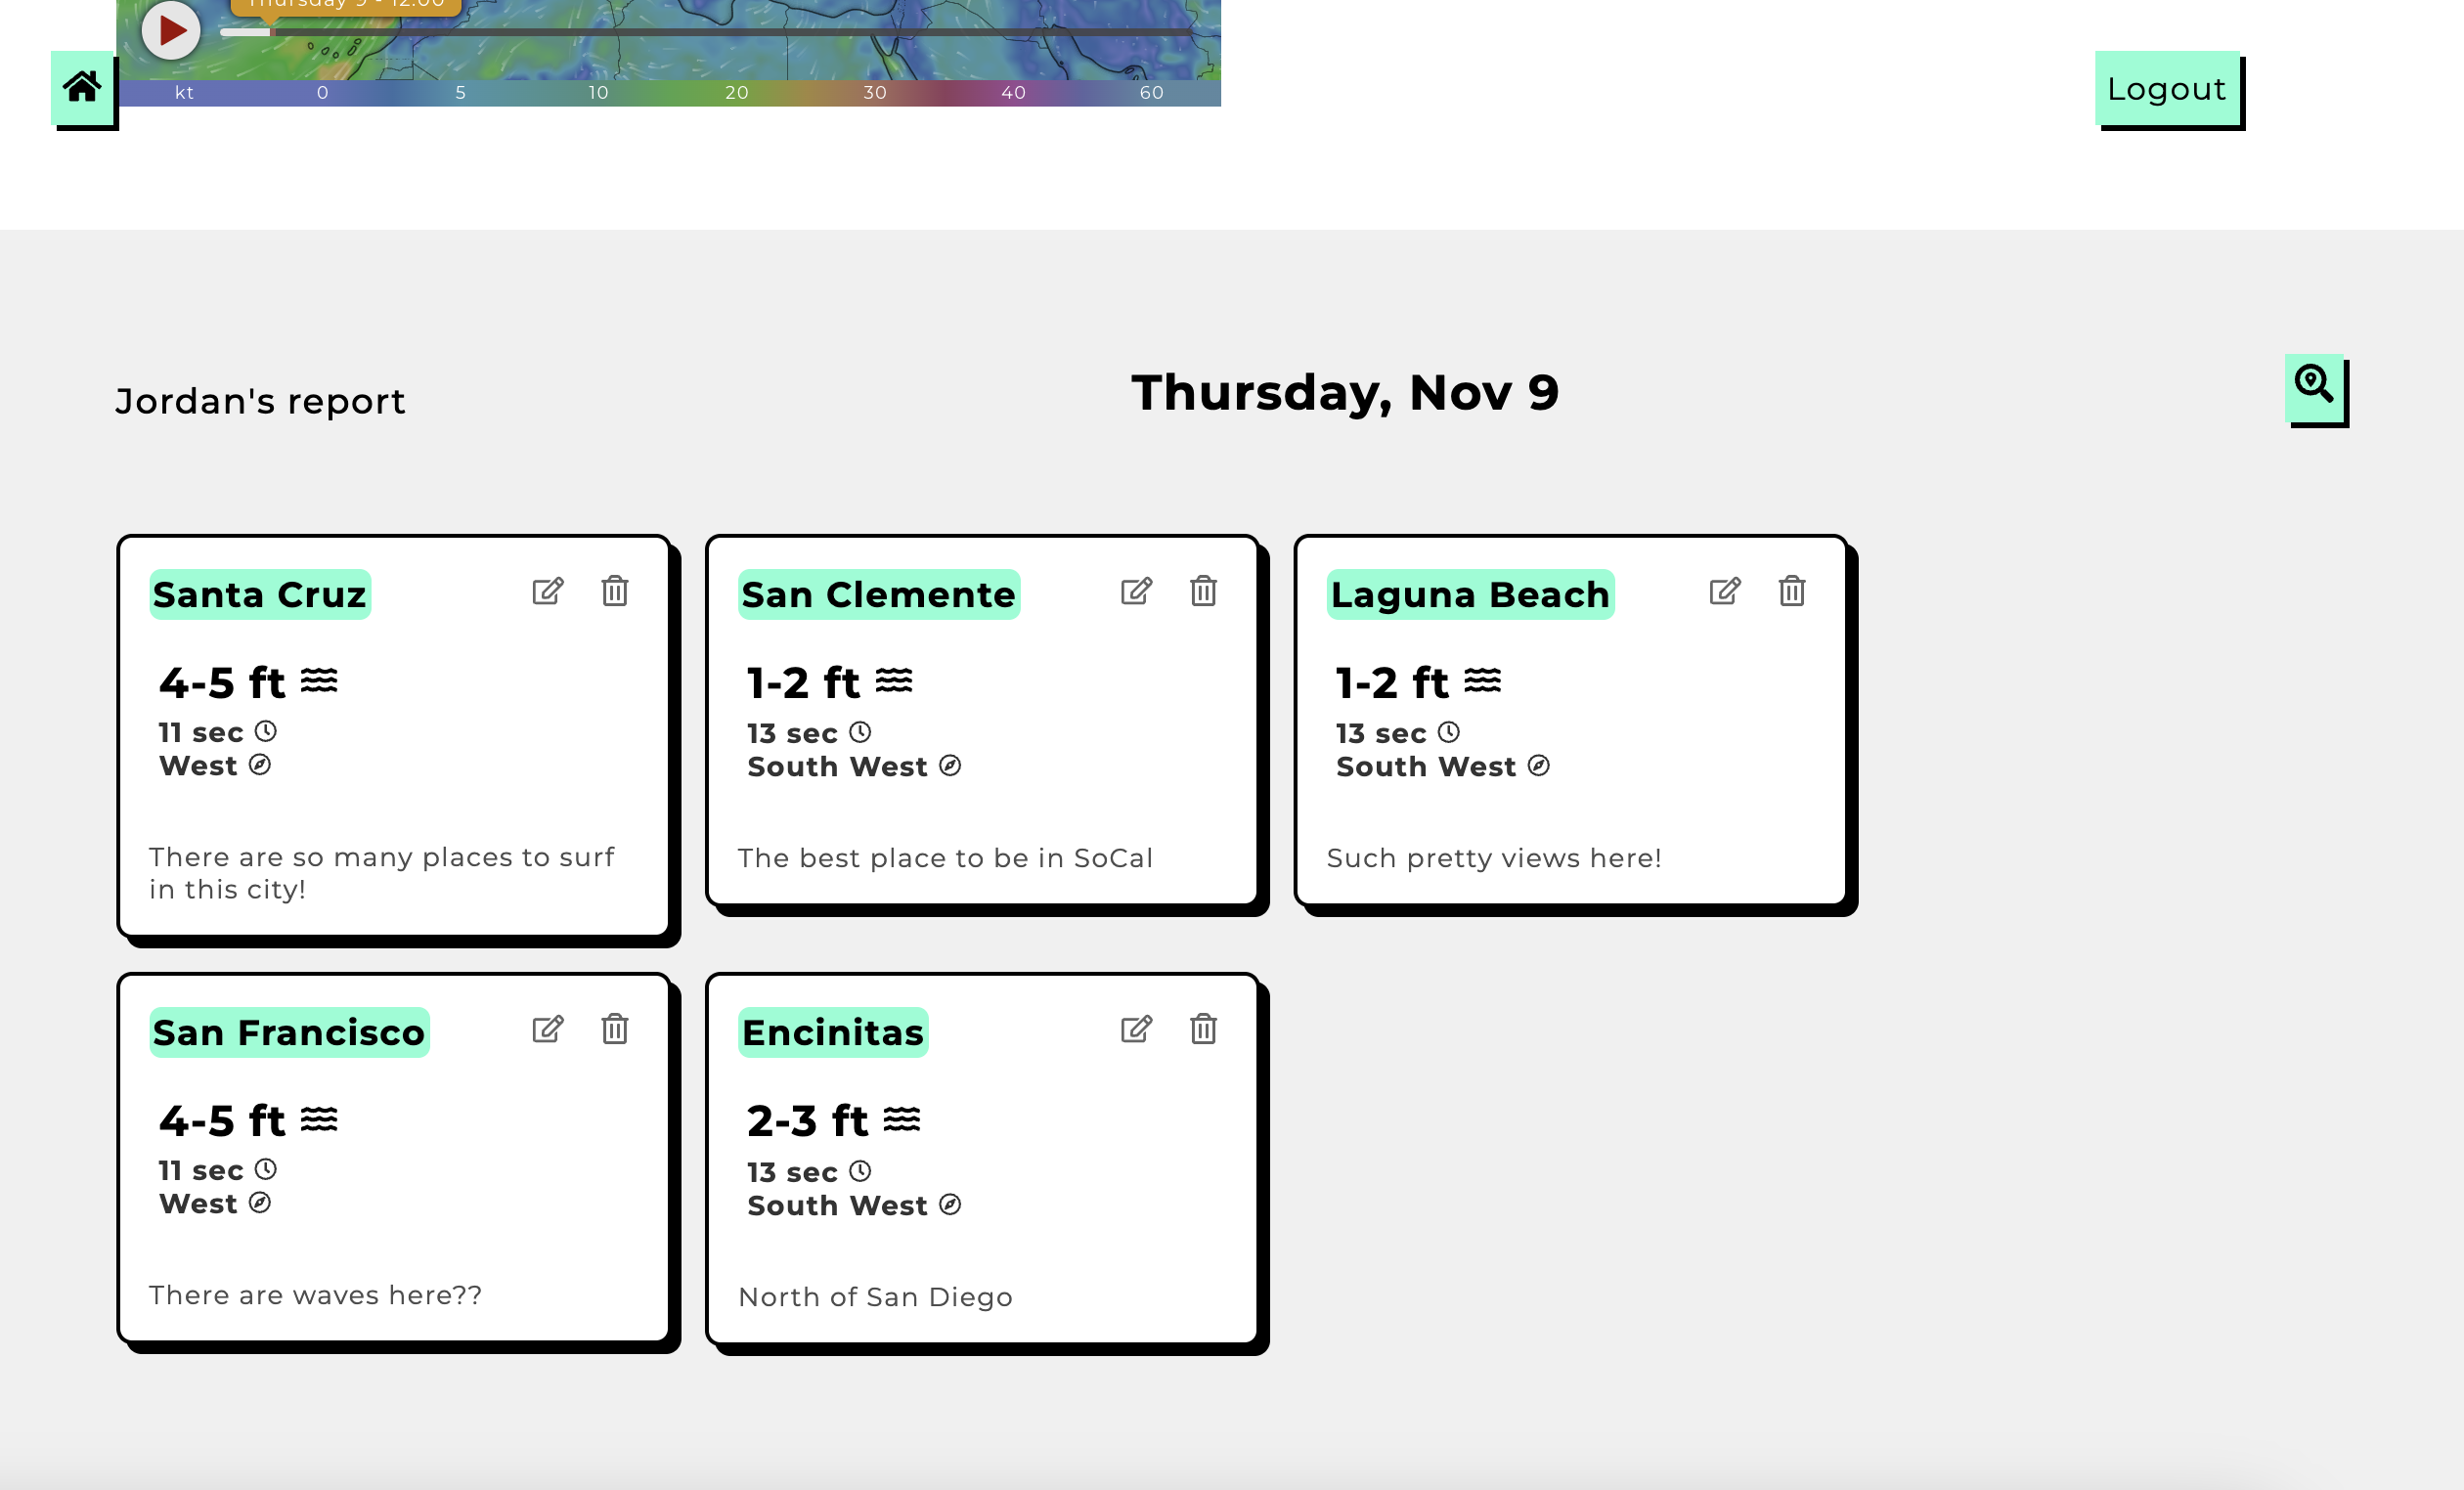 Thursday 9 - 12:00
kt 0 5 10 20 30 40 60
Logout
Jordan's report
Thursday, Nov 9
Santa Cruz
4-5 ft
11 sec
West
There are so many places to surf
in this city!
San Clemente
1-2 ft
13 sec
South West
The best place to be in SoCal
Laguna Beach
1-2 ft
13 sec
South West
Such pretty views here!
San Francisco
4-5 ft
11 sec
West
There are waves here??
Encinitas
2-3 ft
13 sec
South West
North of San Diego